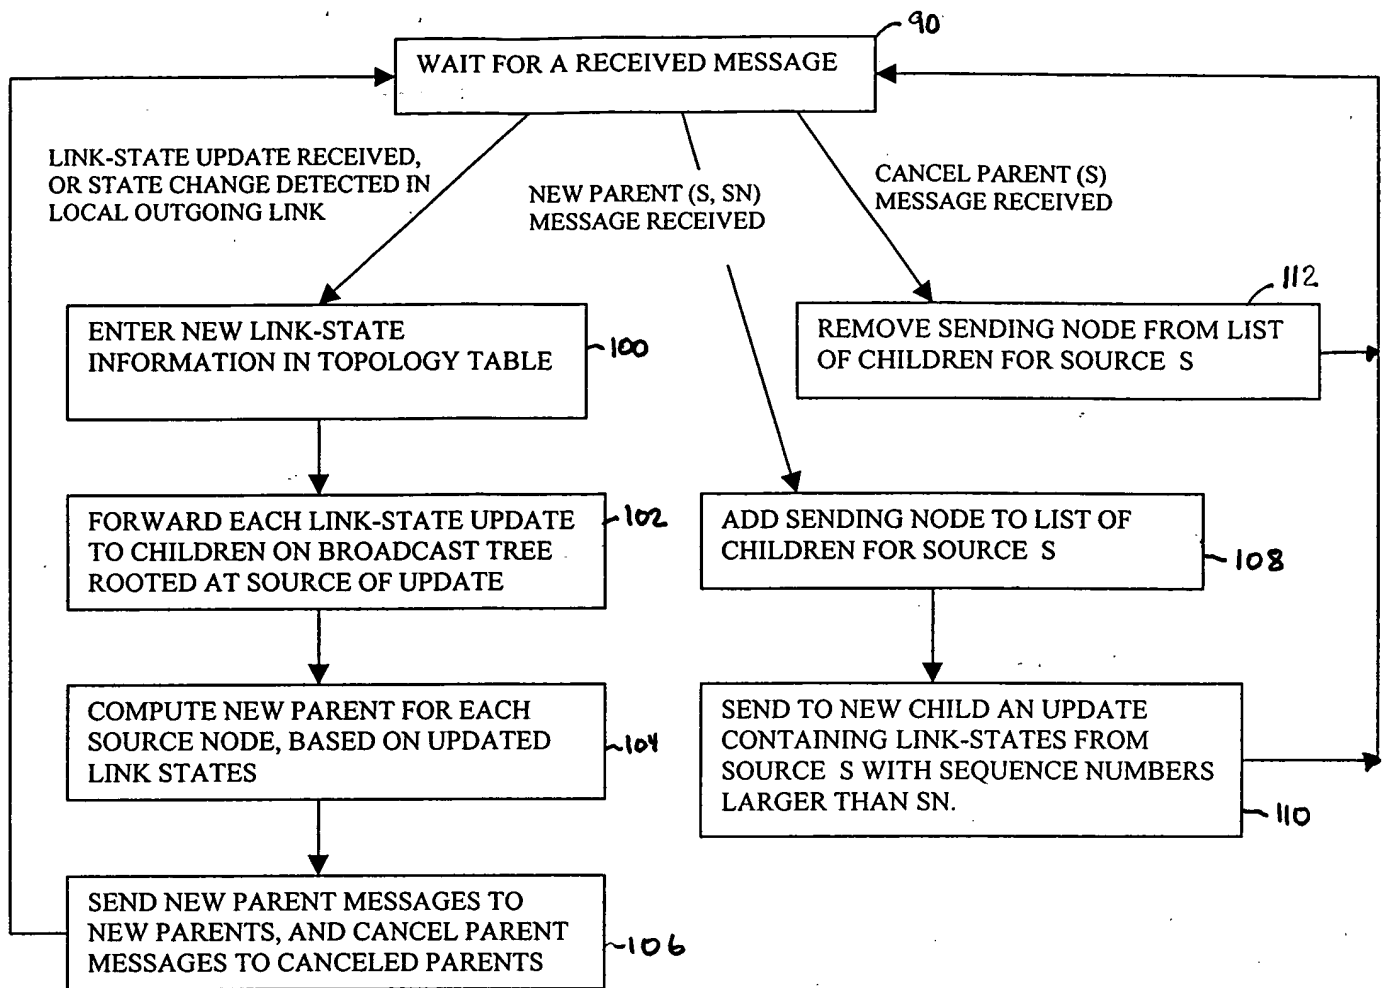 90
WAIT FOR A RECEIVED MESSAGE
LINK-STATE UPDATE RECEIVED,
OR STATE CHANGE DETECTED IN
LOCAL OUTGOING LINK
NEW PARENT (S, SN)
MESSAGE RECEIVED
CANCEL PARENT (S)
MESSAGE RECEIVED
ENTER NEW LINK-STATE
INFORMATION IN TOPOLOGY TABLE
100
112
REMOVE SENDING NODE FROM LIST
OF CHILDREN FOR SOURCE S
FORWARD EACH LINK-STATE UPDATE
TO CHILDREN ON BROADCAST TREE
ROOTED AT SOURCE OF UPDATE
102
ADD SENDING NODE TO LIST OF
CHILDREN FOR SOURCE S
108
COMPUTE NEW PARENT FOR EACH
SOURCE NODE, BASED ON UPDATED
LINK STATES
104
SEND TO NEW CHILD AN UPDATE
CONTAINING LINK-STATES FROM
SOURCE S WITH SEQUENCE NUMBERS
LARGER THAN SN.
110
SEND NEW PARENT MESSAGES TO
NEW PARENTS, AND CANCEL PARENT
MESSAGES TO CANCELED PARENTS
106